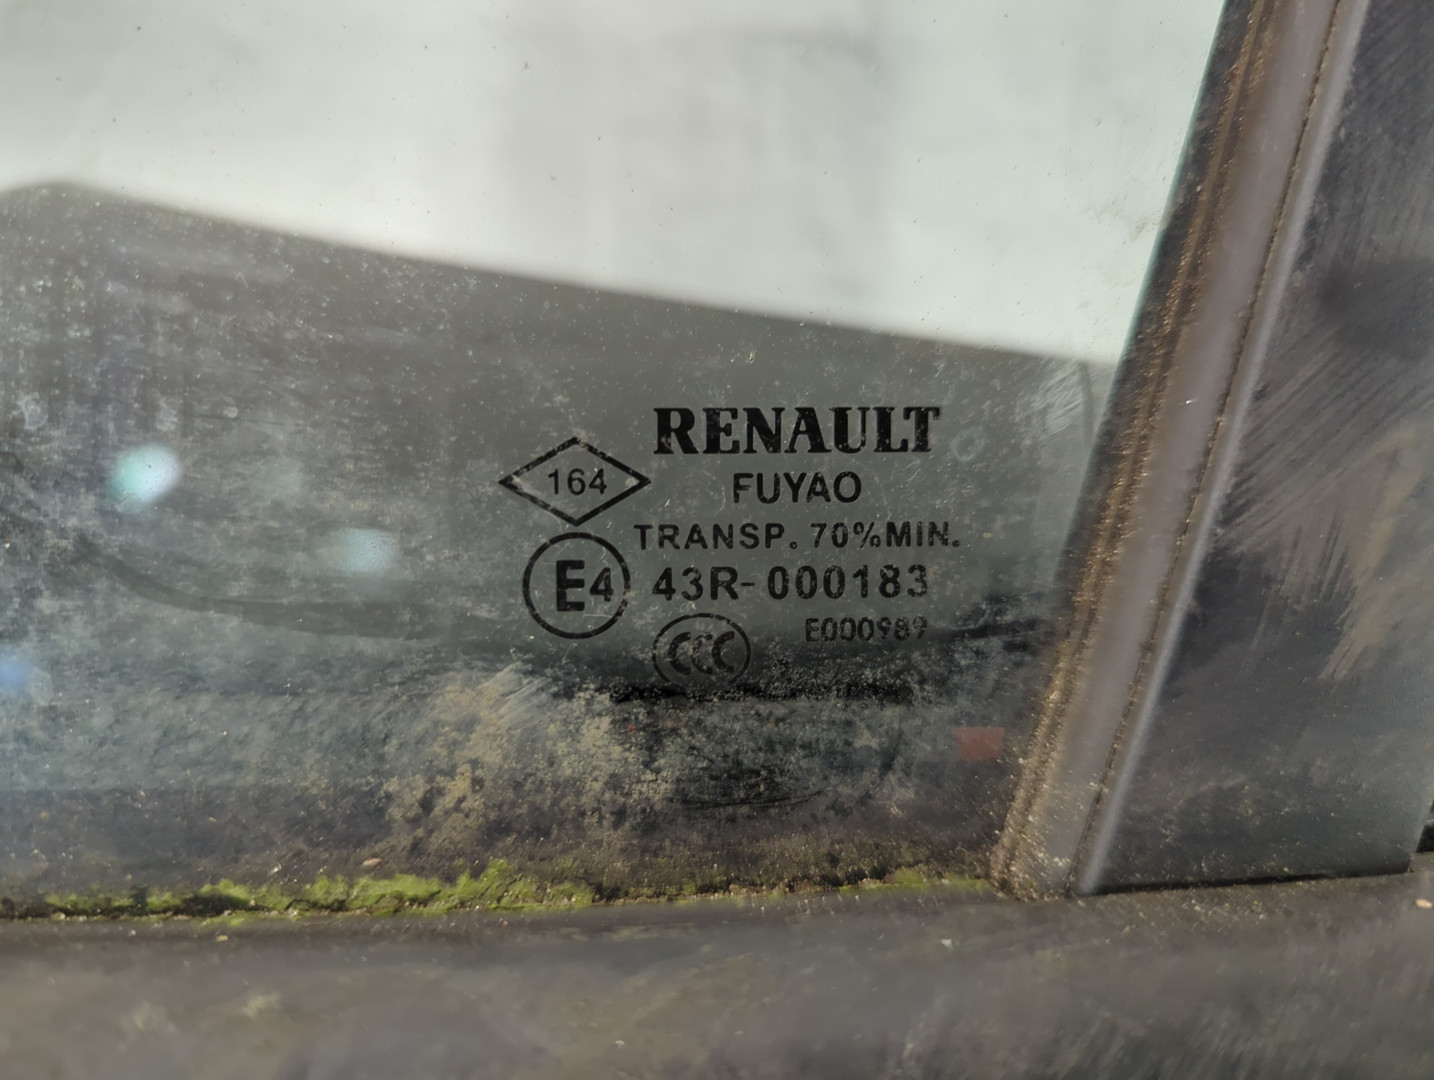 RENAULT
164
FUYAO
TRANSP. 70%MIN.
E4 43R-000183
E000989
CCC